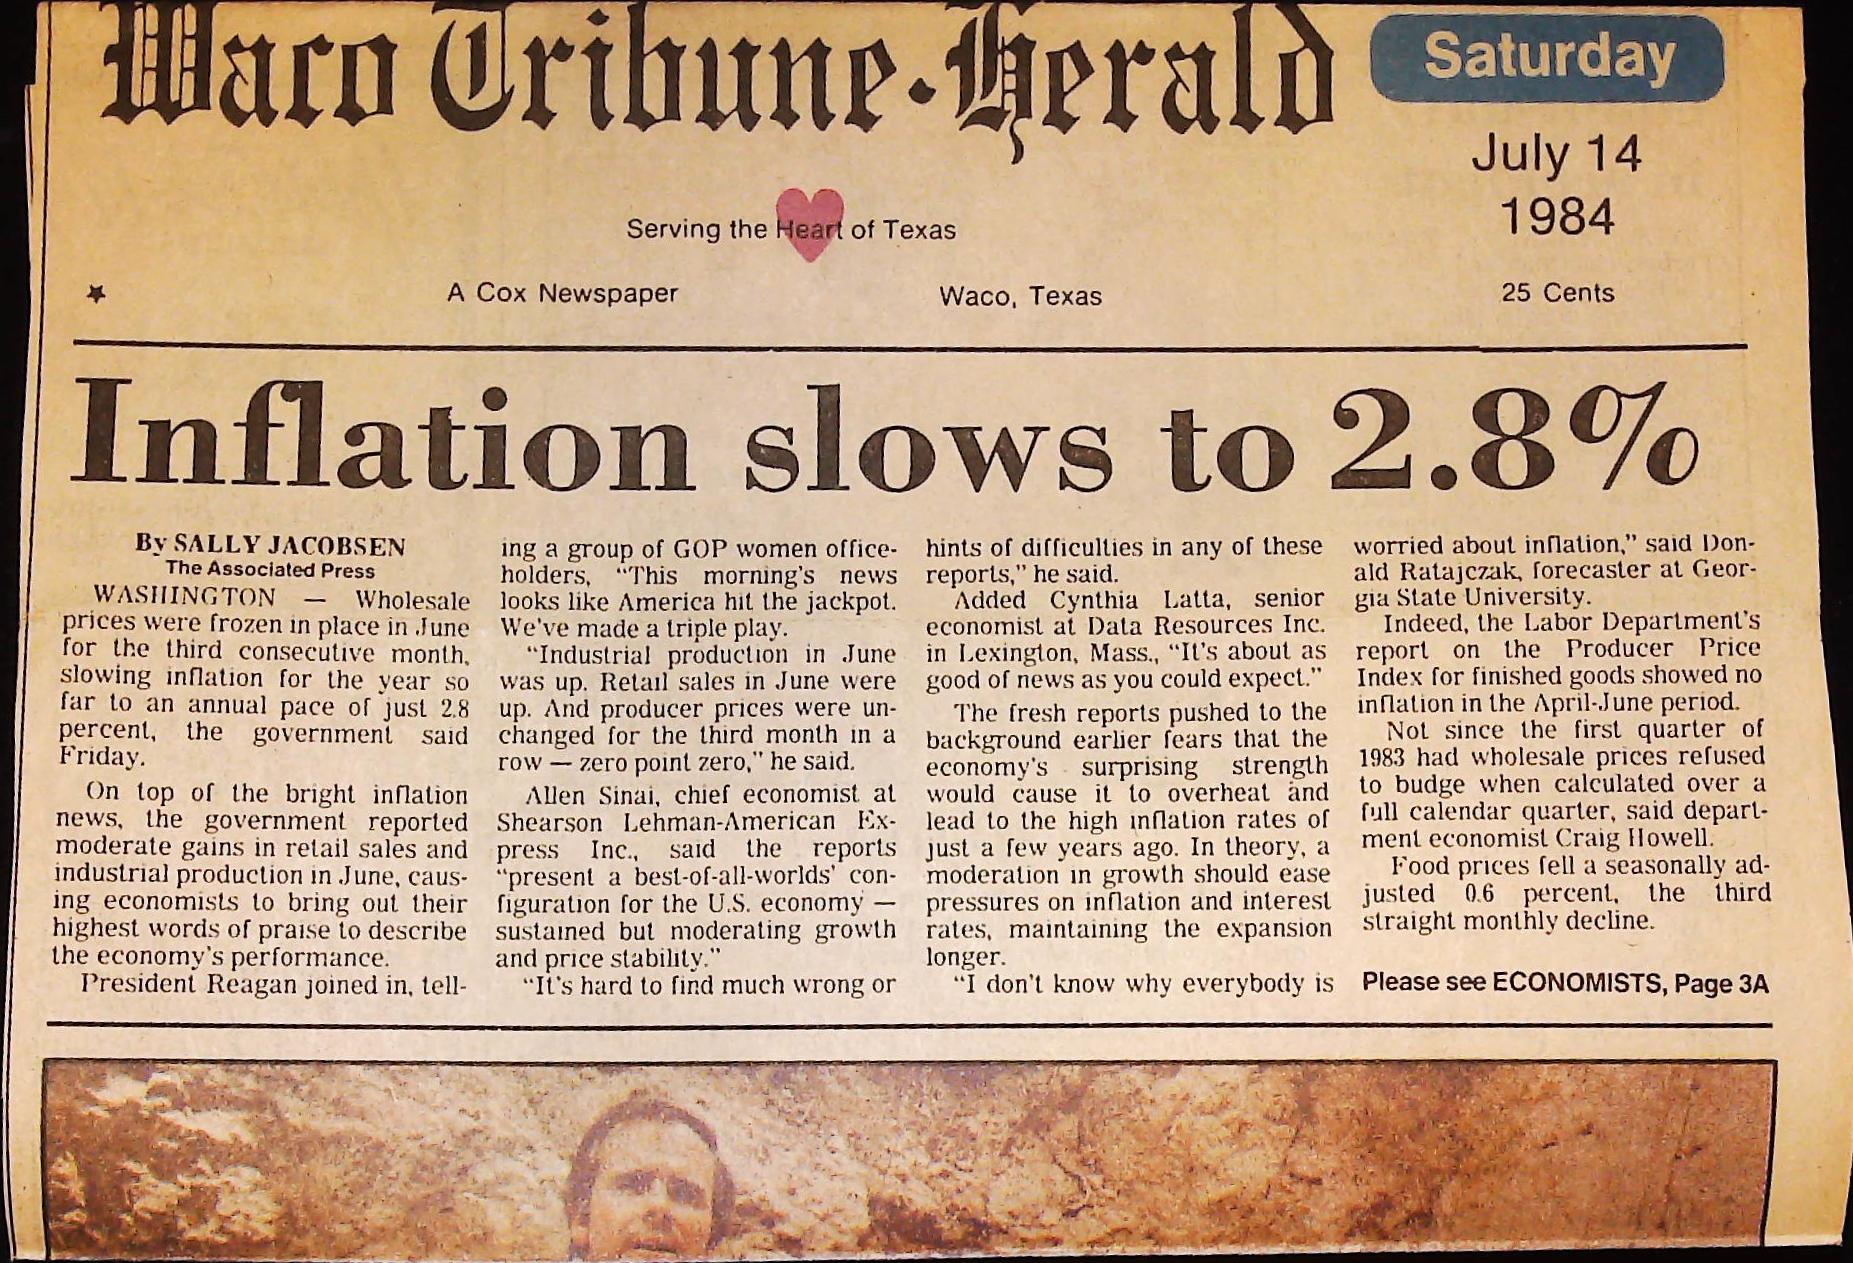 Waco Tribune-Herald
Saturday
July 14
1984
Serving the Heart of Texas
A Cox Newspaper
Waco, Texas
25 Cents
Inflation slows to 2.8%
By SALLY JACOBSEN
The Associated Press
WASHINGTON — Wholesale
prices were frozen in place in June
for the third consecutive month,
slowing inflation for the year so
far to an annual pace of just 2.8
percent, the government said
Friday.
On top of the bright inflation
news, the government reported
moderate gains in retail sales and
industrial production in June, caus-
ing economists to bring out their
highest words of praise to describe
the economy's performance.
President Reagan joined in, tell-
ing a group of GOP women office-
holders, “This morning's news
looks like America hit the jackpot.
We've made a triple play.
“Industrial production in June
was up. Retail sales in June were
up. And producer prices were un-
changed for the third month in a
row — zero point zero,” he said.
Allen Sinai, chief economist at
Shearson Lehman-American Ex-
press Inc., said the reports
“present a best-of-all-worlds' con-
figuration for the U.S. economy —
sustained but moderating growth
and price stability.”
“It's hard to find much wrong or
hints of difficulties in any of these
reports,” he said.
Added Cynthia Latta, senior
economist at Data Resources Inc.
in Lexington, Mass., “It's about as
good of news as you could expect.”
The fresh reports pushed to the
background earlier fears that the
economy's surprising strength
would cause it to overheat and
lead to the high inflation rates of
just a few years ago. In theory, a
moderation in growth should ease
pressures on inflation and interest
rates, maintaining the expansion
longer.
“I don't know why everybody is
worried about inflation,” said Don-
ald Ratajczak, forecaster at Geor-
gia State University.
Indeed, the Labor Department's
report on the Producer Price
Index for finished goods showed no
inflation in the April-June period.
Not since the first quarter of
1983 had wholesale prices refused
to budge when calculated over a
full calendar quarter, said depart-
ment economist Craig Howell.
Food prices fell a seasonally ad-
justed 0.6 percent, the third
straight monthly decline.
Please see ECONOMISTS, Page 3A